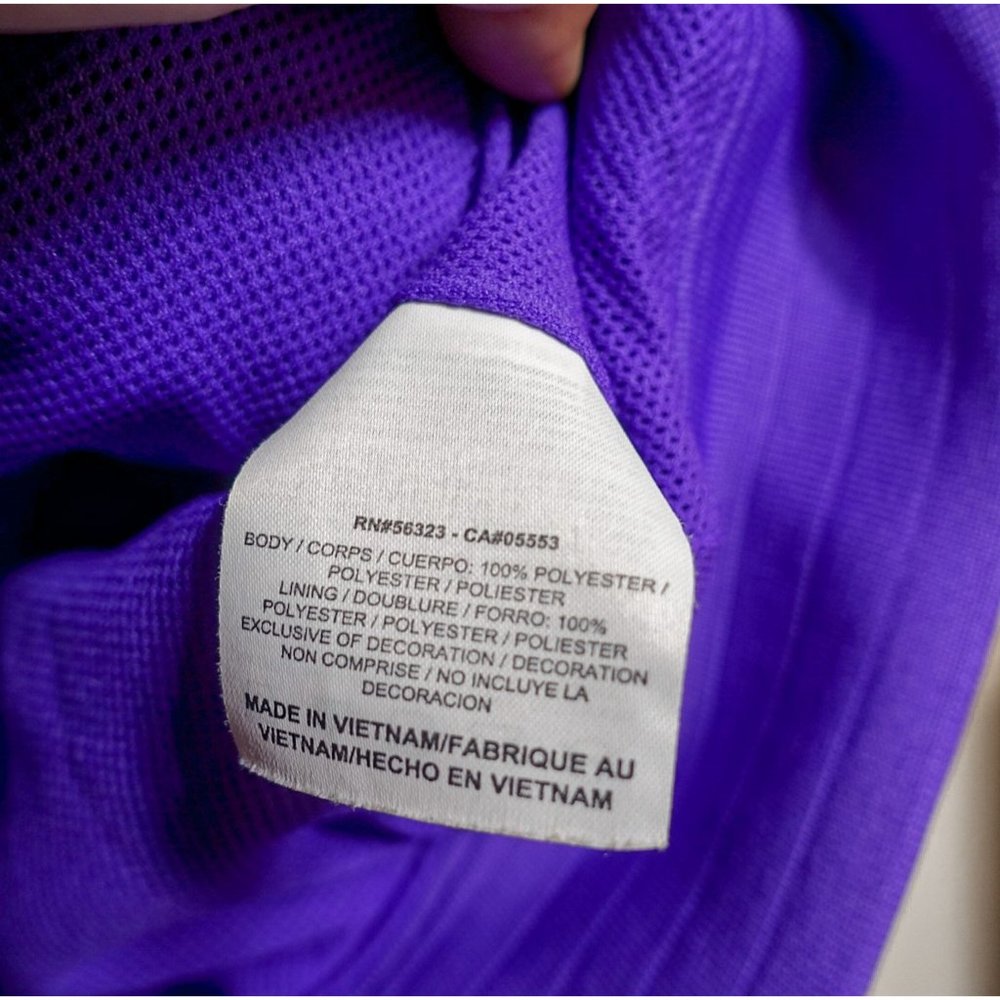 RN#56323 - CA#05553
BODY / CORPS / CUERPO: 100% POLYESTER /
POLYESTER / POLIESTER
LINING / DOUBLURE / FORRO: 100%
POLYESTER / POLYESTER / POLIESTER
EXCLUSIVE OF DECORATION / DECORATION
NON COMPRISE / NO INCLUYE LA
DECORACION
MADE IN VIETNAM/FABRIQUE AU
VIETNAM/HECHO EN VIETNAM